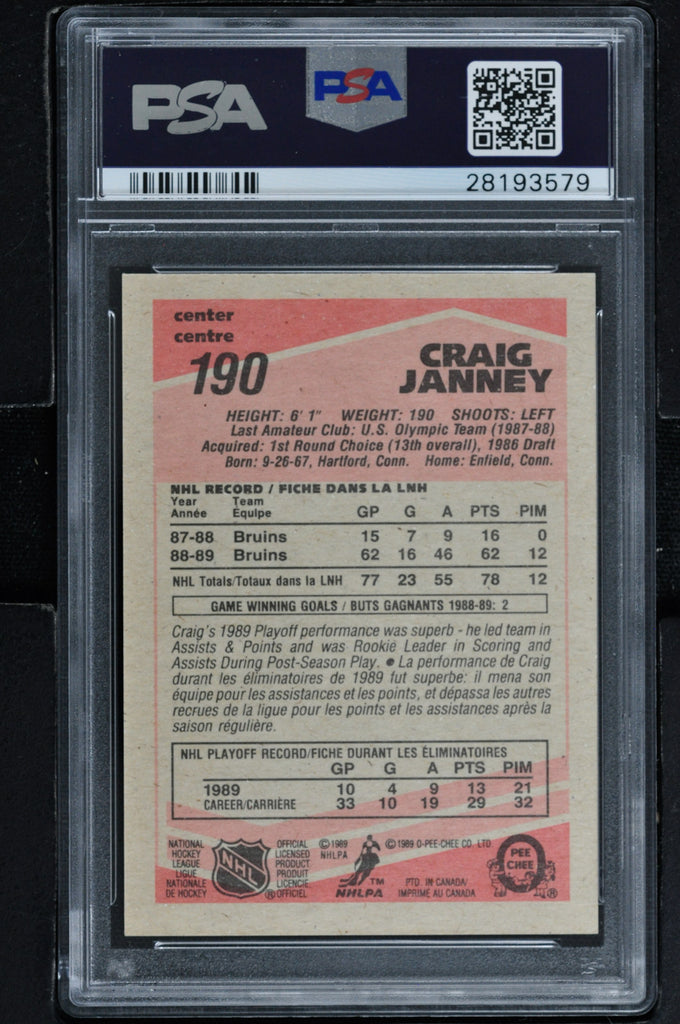 PSA
PSA
28193579
center
centre
190
CRAIG
JANNEY
HEIGHT: 6' 1" WEIGHT: 190 SHOOTS: LEFT
Last Amateur Club: U.S. Olympic Team (1987-88)
Acquired: 1st Round Choice (13th overall), 1986 Draft
Born: 9-26-67, Hartford, Conn. Home: Enfield, Conn.
NHL RECORD / FICHE DANS LA LNH
Year Team
Année Équipe GP G A PTS PIM
87-88 Bruins 15 7 9 16 0
88-89 Bruins 62 16 46 62 12
NHL Totals/Totaux dans la LNH 77 23 55 78 12
GAME WINNING GOALS / BUTS GAGNANTS 1988-89: 2
Craig's 1989 Playoff performance was superb - he led team in
Assists & Points and was Rookie Leader in Scoring and
Assists During Post-Season Play. ● La performance de Craig
durant les éliminatoires de 1989 fut superbe: il mena son
équipe pour les assistances et les points, et dépassa les autres
recrues de la ligue pour les points et les assistances après la
saison régulière.
NHL PLAYOFF RECORD/FICHE DURANT LES ÉLIMINATOIRES
GP G A PTS PIM
1989 10 4 9 13 21
CAREER/CARRIÈRE 33 10 19 29 32
NATIONAL
HOCKEY
LEAGUE
LIGUE
NATIONALE
DE HOCKEY
NHL
®
OFFICIAL
LICENSED
PRODUCT
PRODUIT
LICENCIÉ
OFFICIEL
©1989
NHLPA
TM
NHLPA
©1989 O-PEE-CHEE CO. LTD.
PTD. IN CANADA/
IMPRIMÉ AU CANADA
O
PEE
CHEE
®